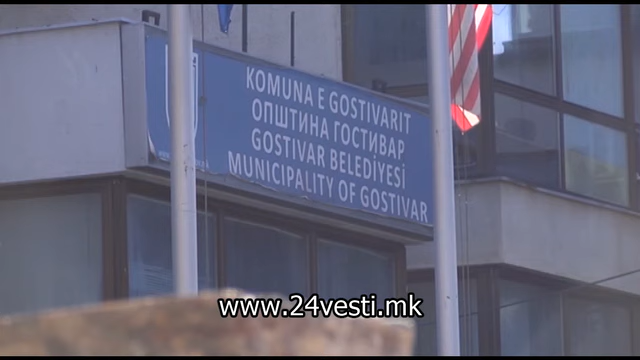 KOMUNA E GOSTIVARIT
ОПШТИНА ГОСТИВАР
GOSTIVAR BELEDİYESİ
MUNICIPALITY OF GOSTIVAR
www.24vesti.mk